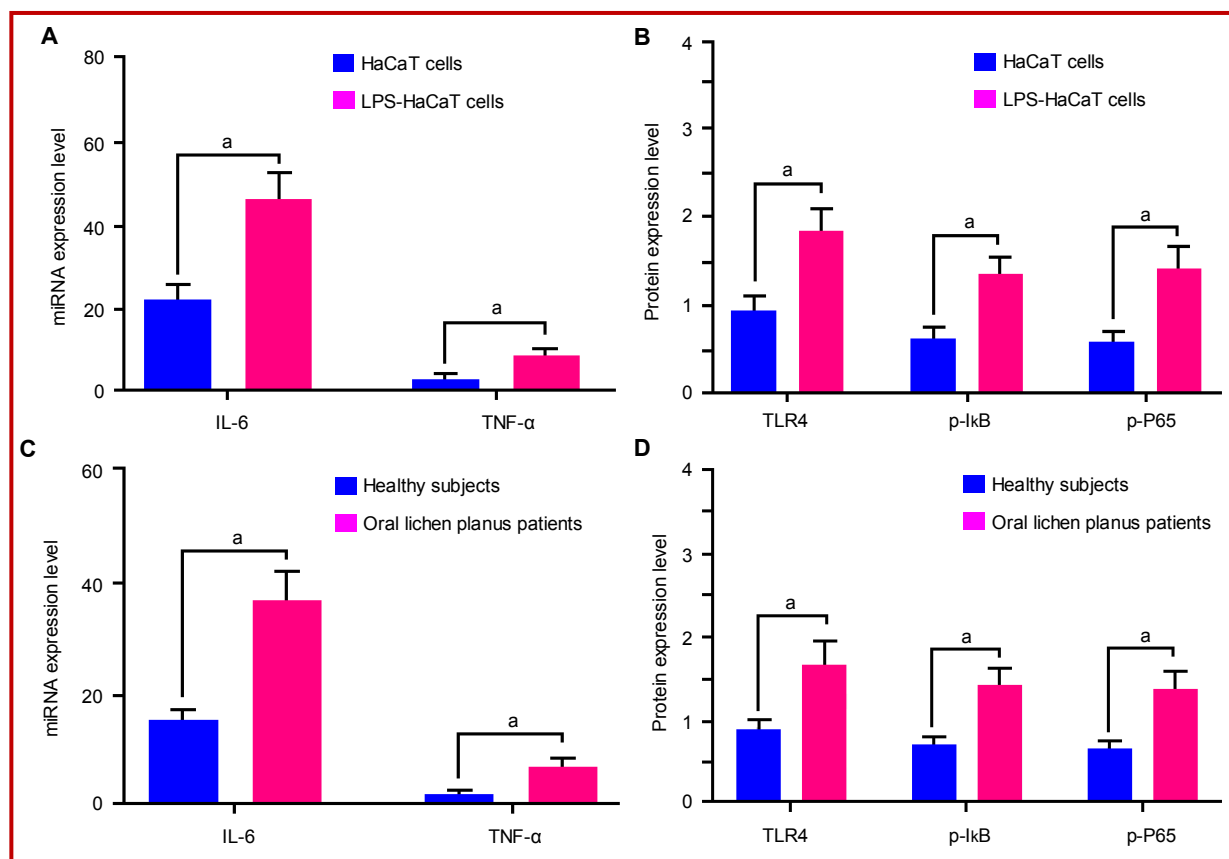 A
miRNA expression level
80
60
40
20
0
HaCaT cells
LPS-HaCaT cells
a
a
IL-6
TNF-α
B
Protein expression level
4
3
2
1
0
HaCaT cells
LPS-HaCaT cells
a
a
a
TLR4
p-IκB
p-P65
C
miRNA expression level
60
40
20
0
Healthy subjects
Oral lichen planus patients
a
a
IL-6
TNF-α
D
Protein expression level
4
3
2
1
0
Healthy subjects
Oral lichen planus patients
a
a
a
TLR4
p-IkB
p-P65